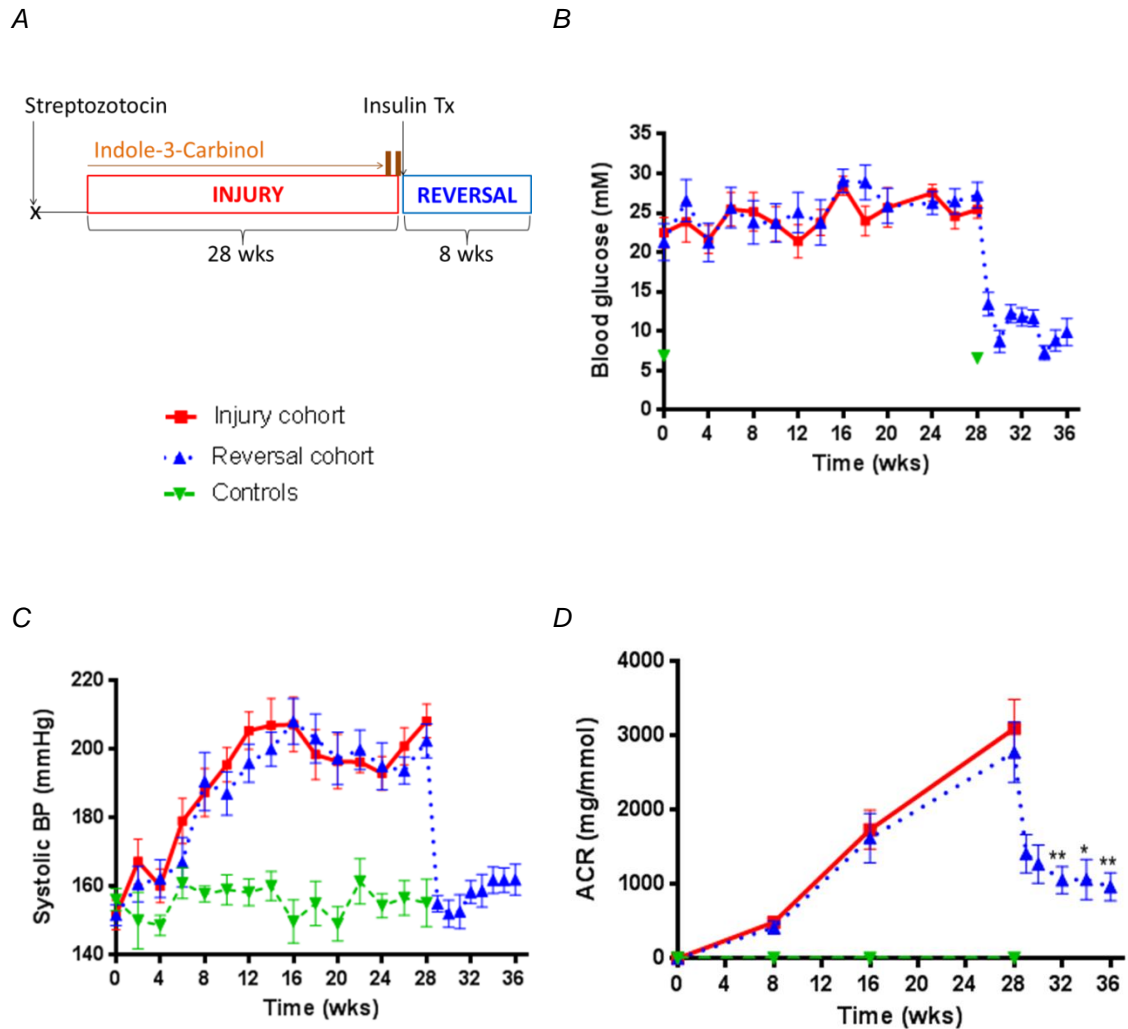 A
Streptozotocin
Insulin Tx
Indole-3-Carbinol
INJURY
REVERSAL
x
28 wks
8 wks
Injury cohort
Reversal cohort
Controls
B
Blood glucose (mM)
35
30
25
20
15
10
5
0
0 4 8 12 16 20 24 28 32 36
Time (wks)
C
Systolic BP (mmHg)
220
200
180
160
140
0 4 8 12 16 20 24 28 32 36
Time (wks)
D
ACR (mg/mmol)
4000
3000
2000
1000
0
** * **
0 4 8 12 16 20 24 28 32 36
Time (wks)